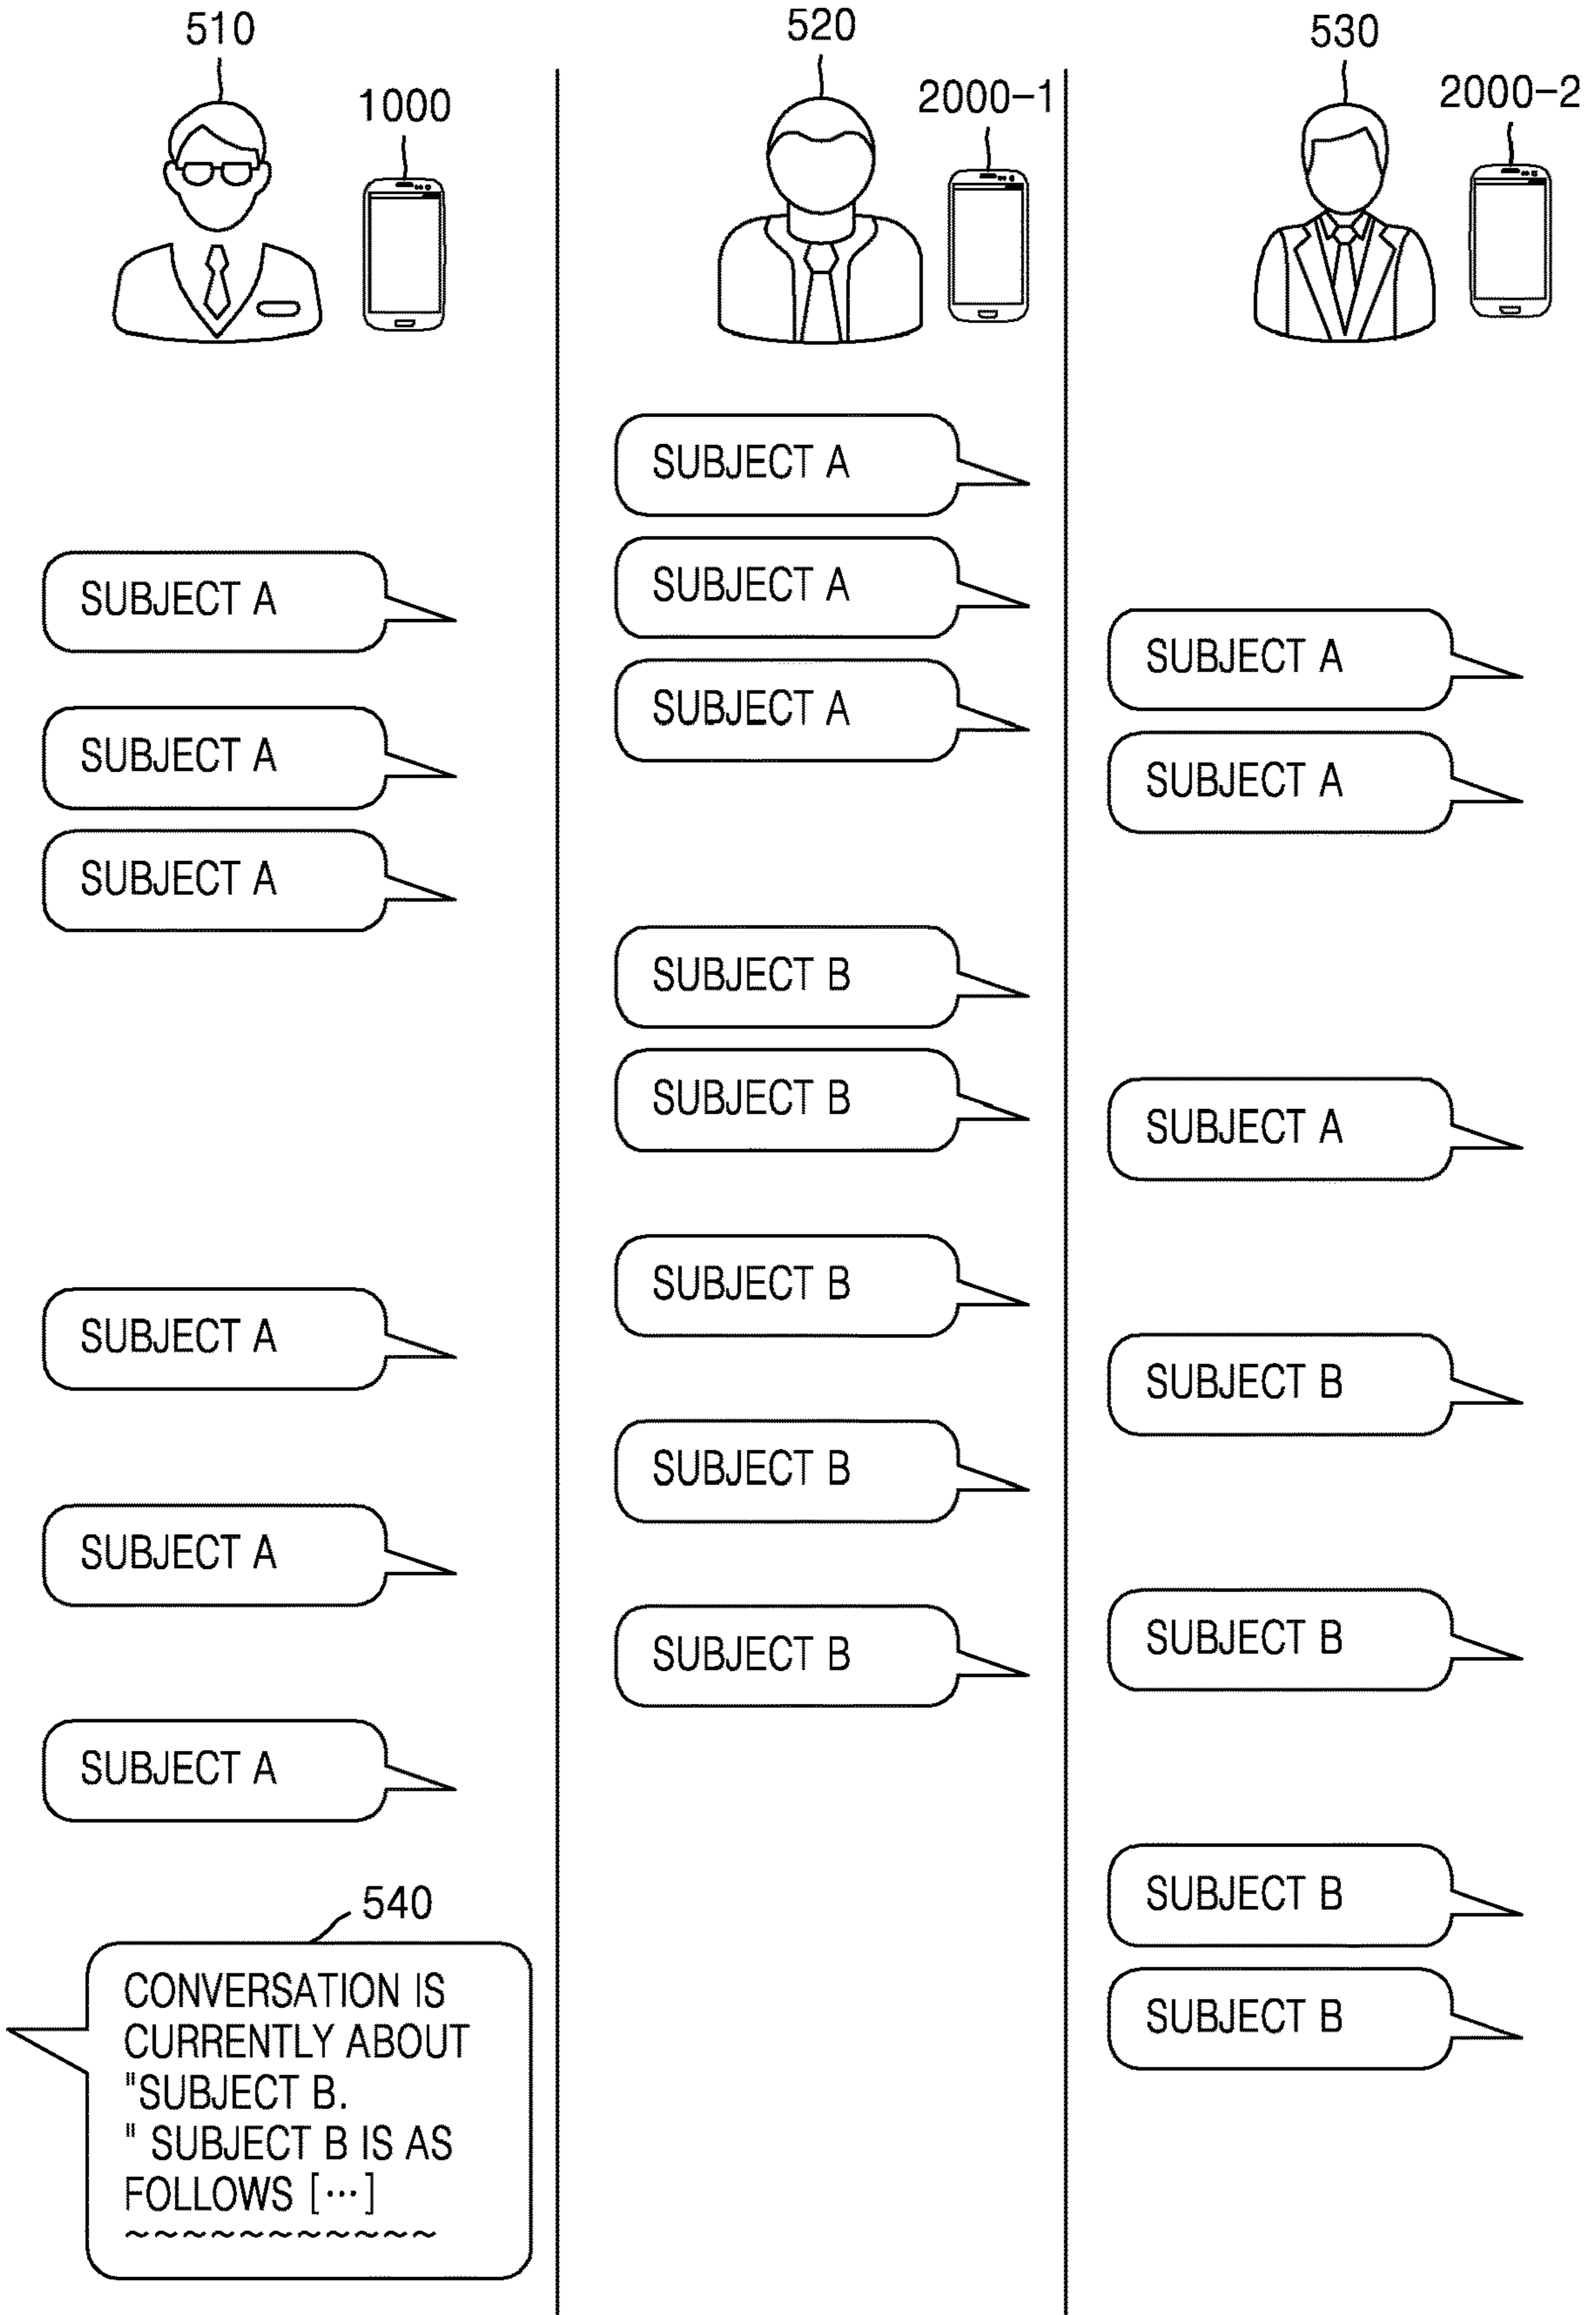 510
1000
520
2000-1
530
2000-2
SUBJECT A
SUBJECT A
SUBJECT A
SUBJECT A
SUBJECT A
SUBJECT A
540
CONVERSATION IS
CURRENTLY ABOUT
"SUBJECT B.
" SUBJECT B IS AS
FOLLOWS [···]
~~~~~~~~~~~
SUBJECT A
SUBJECT A
SUBJECT A
SUBJECT B
SUBJECT B
SUBJECT B
SUBJECT B
SUBJECT B
SUBJECT A
SUBJECT A
SUBJECT A
SUBJECT B
SUBJECT B
SUBJECT B
SUBJECT B